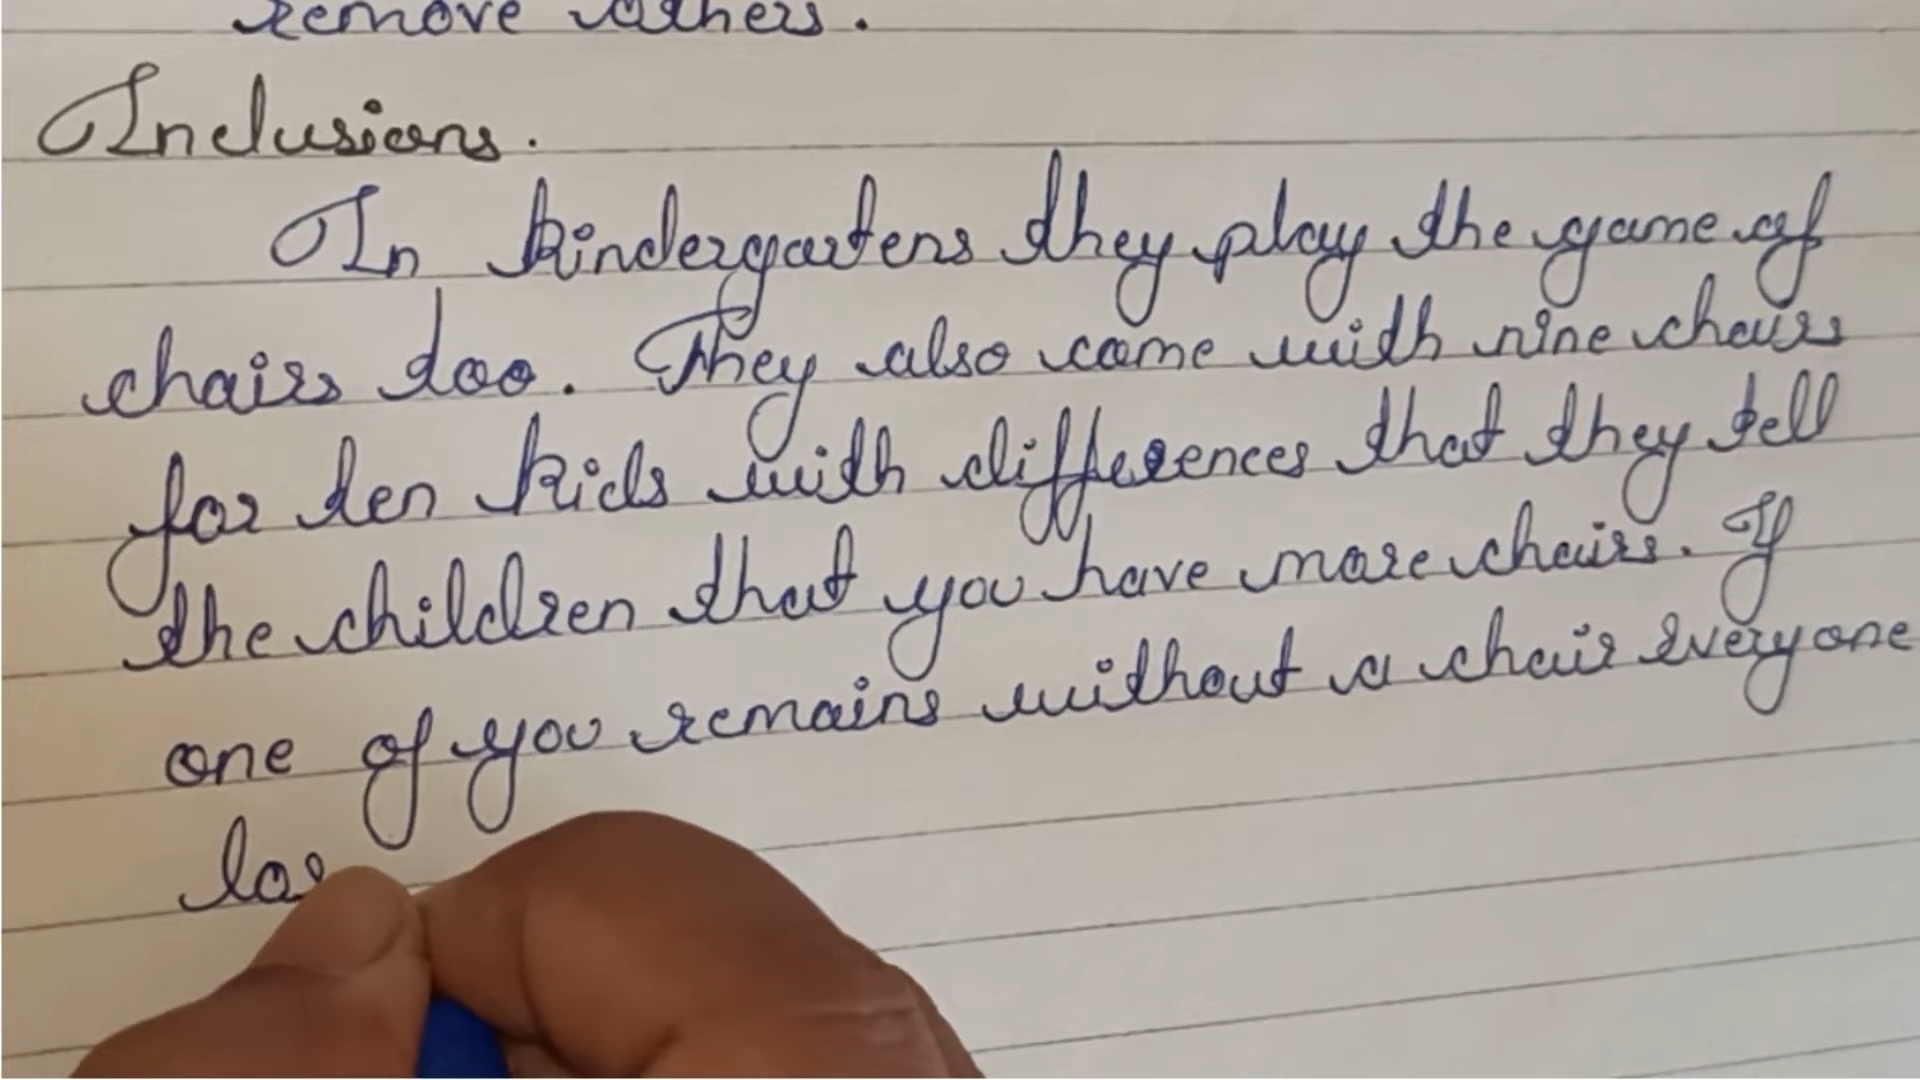 remove others.
Inclusions.
In kindergartens they play the game of
chairs too. They also come with nine chairs
for ten kids with differences that they tell
the children that you have more chairs. If
one of you remains without a chair everyone
los